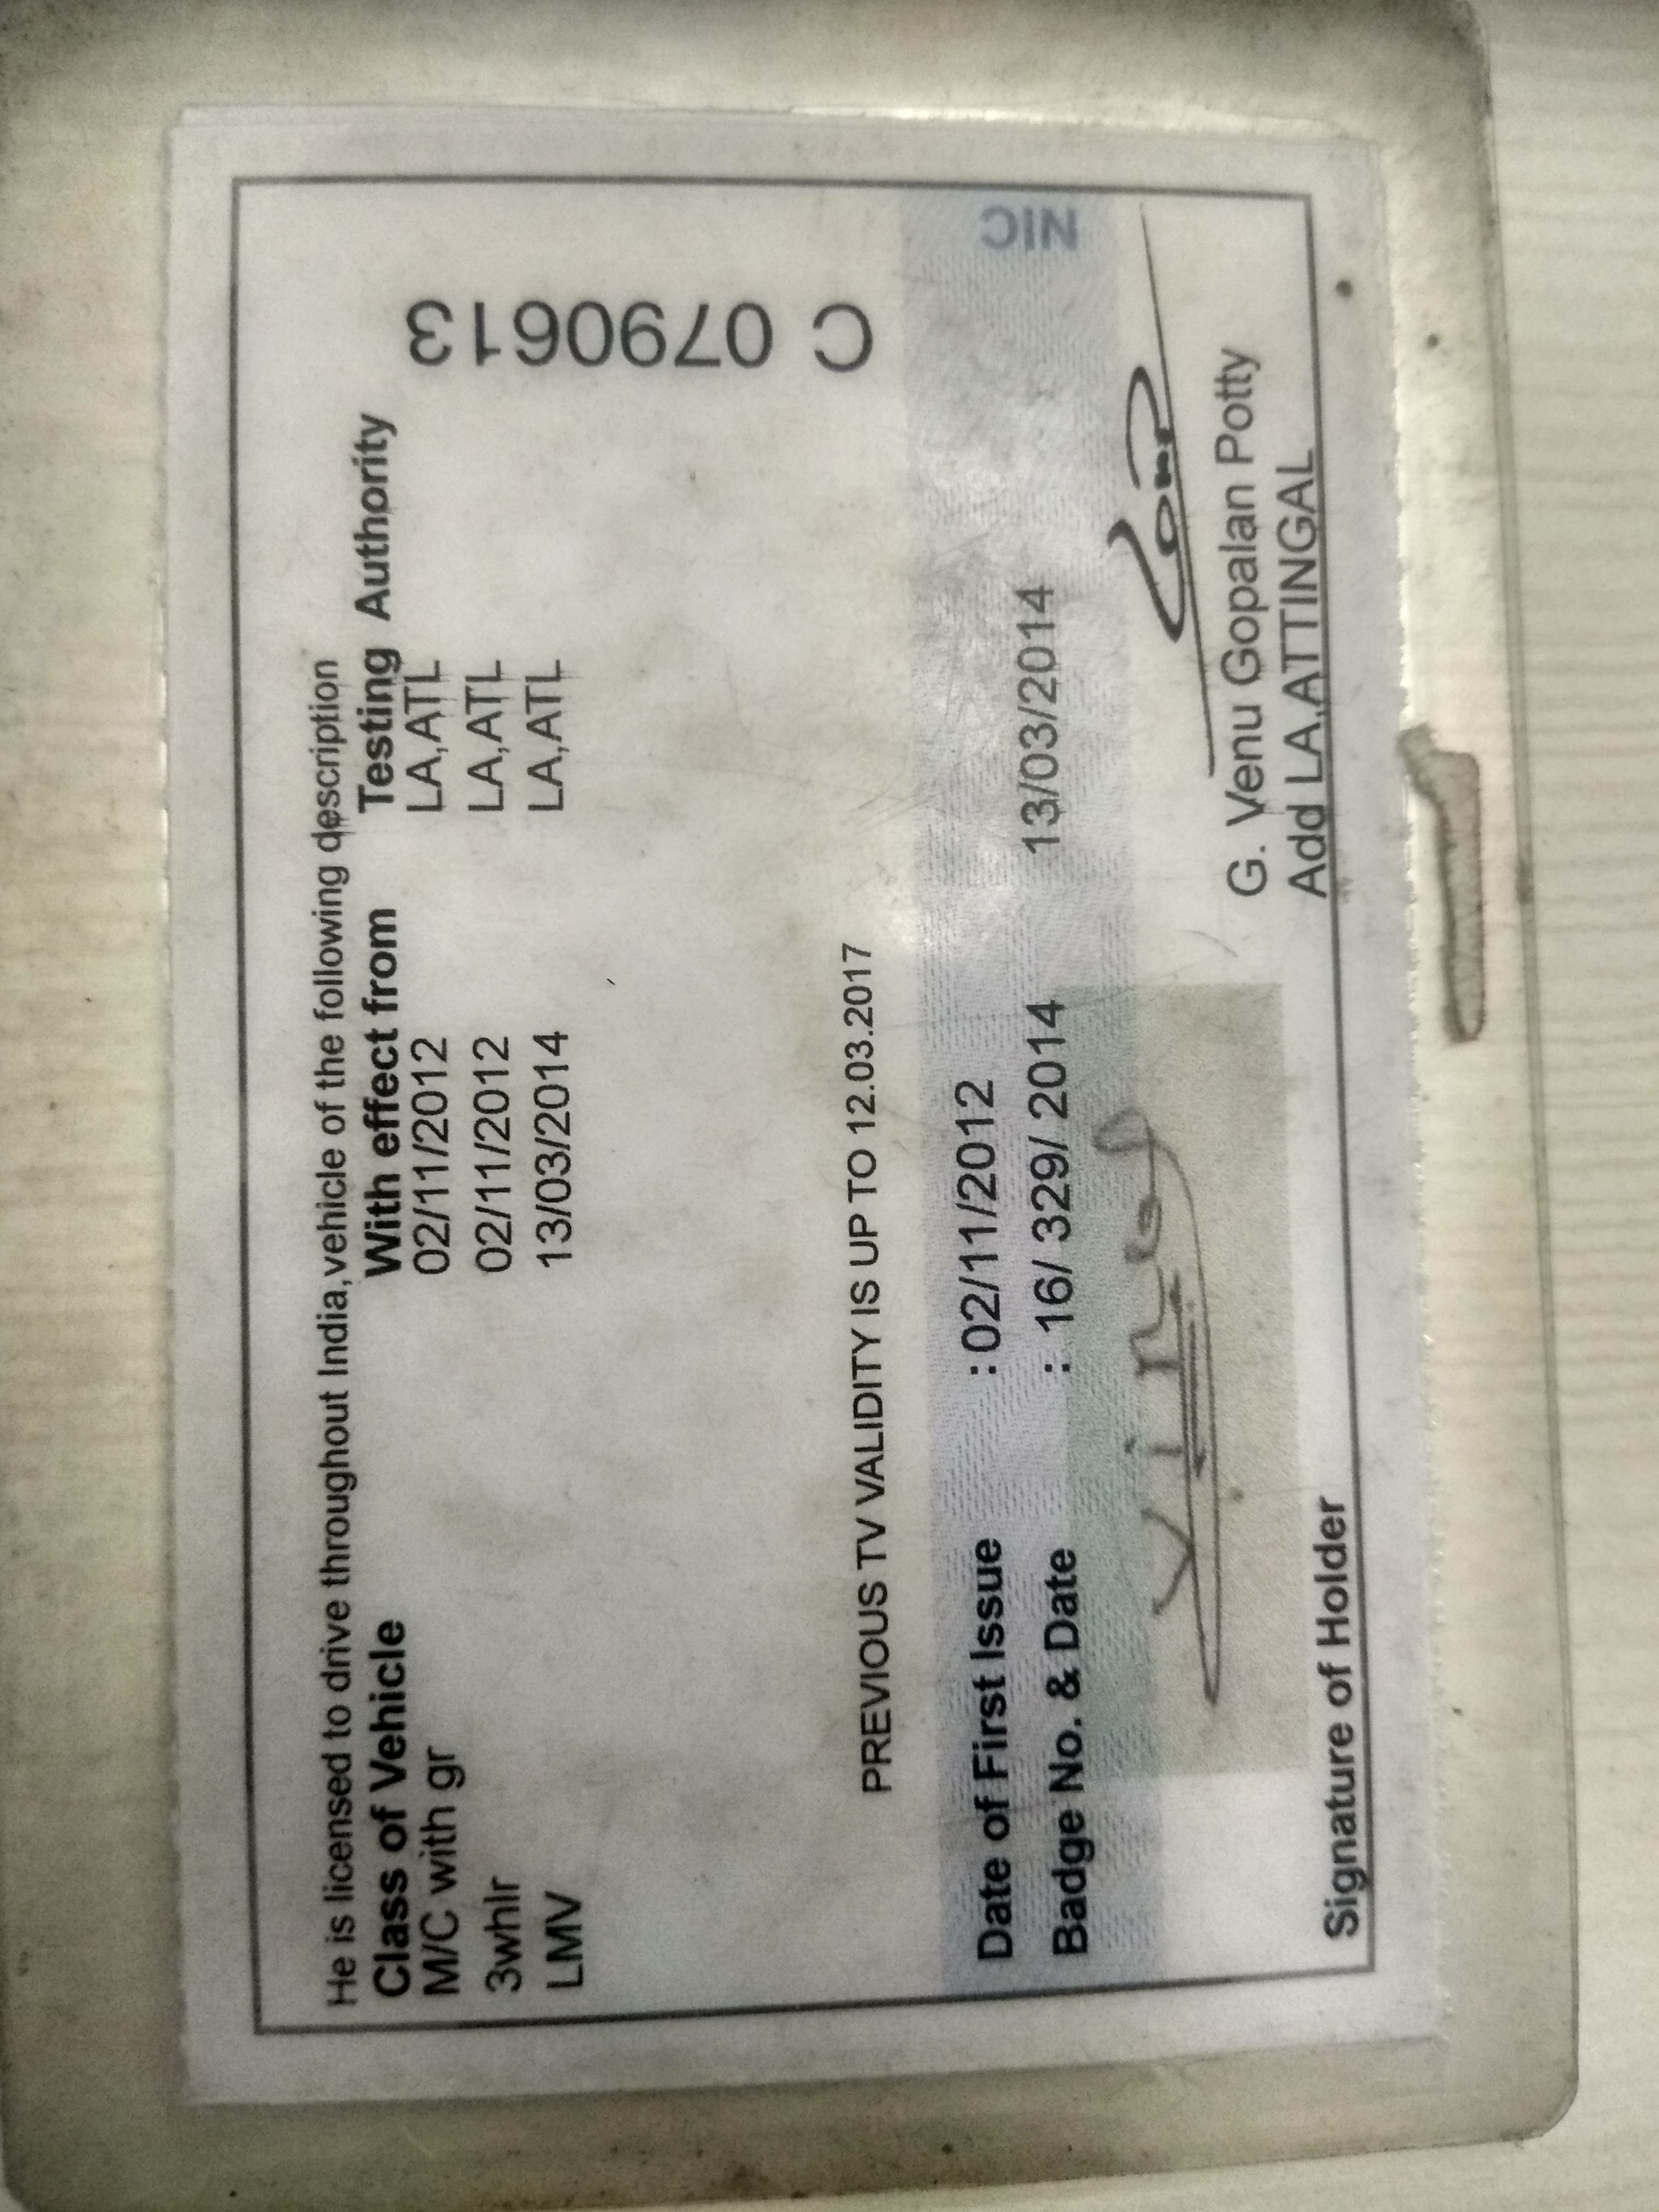 He is licensed to drive throughout India,vehicle of the following description
Class of Vehicle With effect from Testing Authority
M/C with gr 02/11/2012 LA,ATL
3whlr 02/11/2012 LA,ATL
LMV 13/03/2014 LA,ATL
C 0790613
PREVIOUS TV VALIDITY IS UP TO 12.03.2017
NIC
Date of First Issue :02/11/2012
Badge No. & Date : 16/ 329/ 2014 13/03/2014
G. Venu Gopalan Potty
Signature of Holder Add LA,ATTINGAL